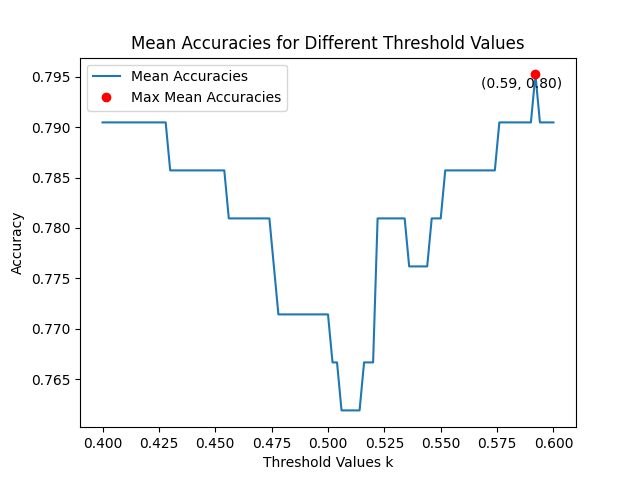 Mean Accuracies for Different Threshold Values
Mean Accuracies
Max Mean Accuracies
(0.59, 0.80)
0.795
0.790
0.785
0.780
0.775
0.770
0.765
Accuracy
0.400 0.425 0.450 0.475 0.500 0.525 0.550 0.575 0.600
Threshold Values k